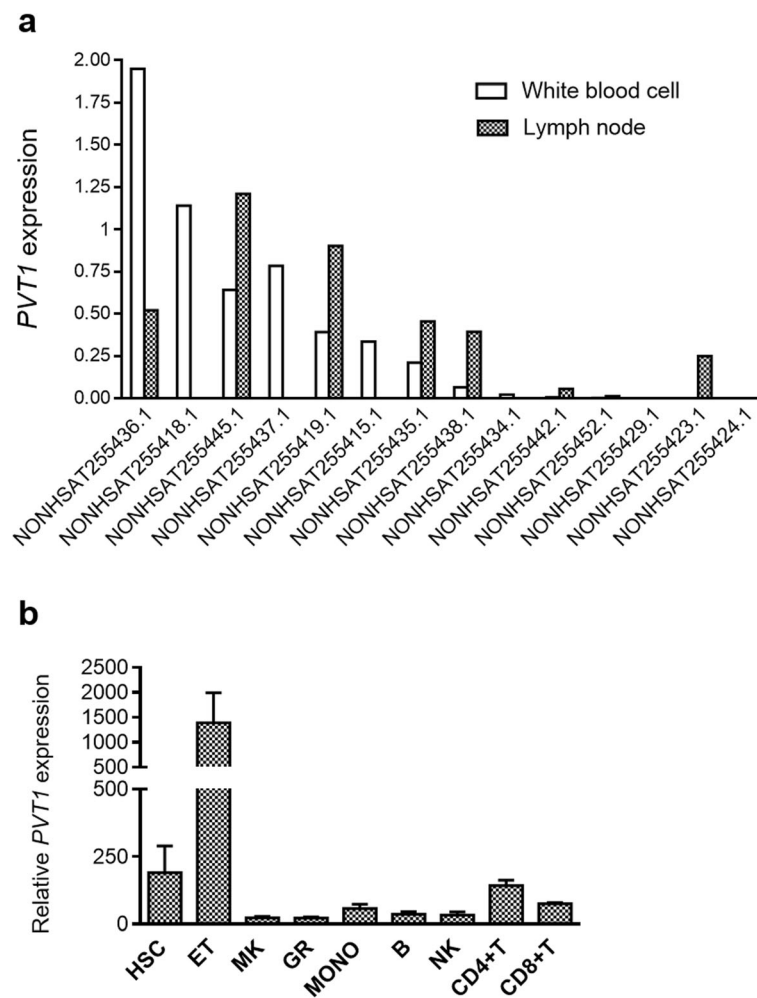 a
PVT1 expression
2.00
1.75
1.50
1.25
1
0.75
0.50
0.25
0.00
White blood cell
Lymph node
NONHSAT255436.1
NONHSAT255418.1
NONHSAT255445.1
NONHSAT255437.1
NONHSAT255419.1
NONHSAT255415.1
NONHSAT255435.1
NONHSAT255438.1
NONHSAT255434.1
NONHSAT255442.1
NONHSAT255452.1
NONHSAT255429.1
NONHSAT255423.1
NONHSAT255424.1
b
Relative PVT1 expression
2500
2000
1500
1000
500
500
250
0
HSC
ET
MK
GR
MONO
B
NK
CD4+T
CD8+T